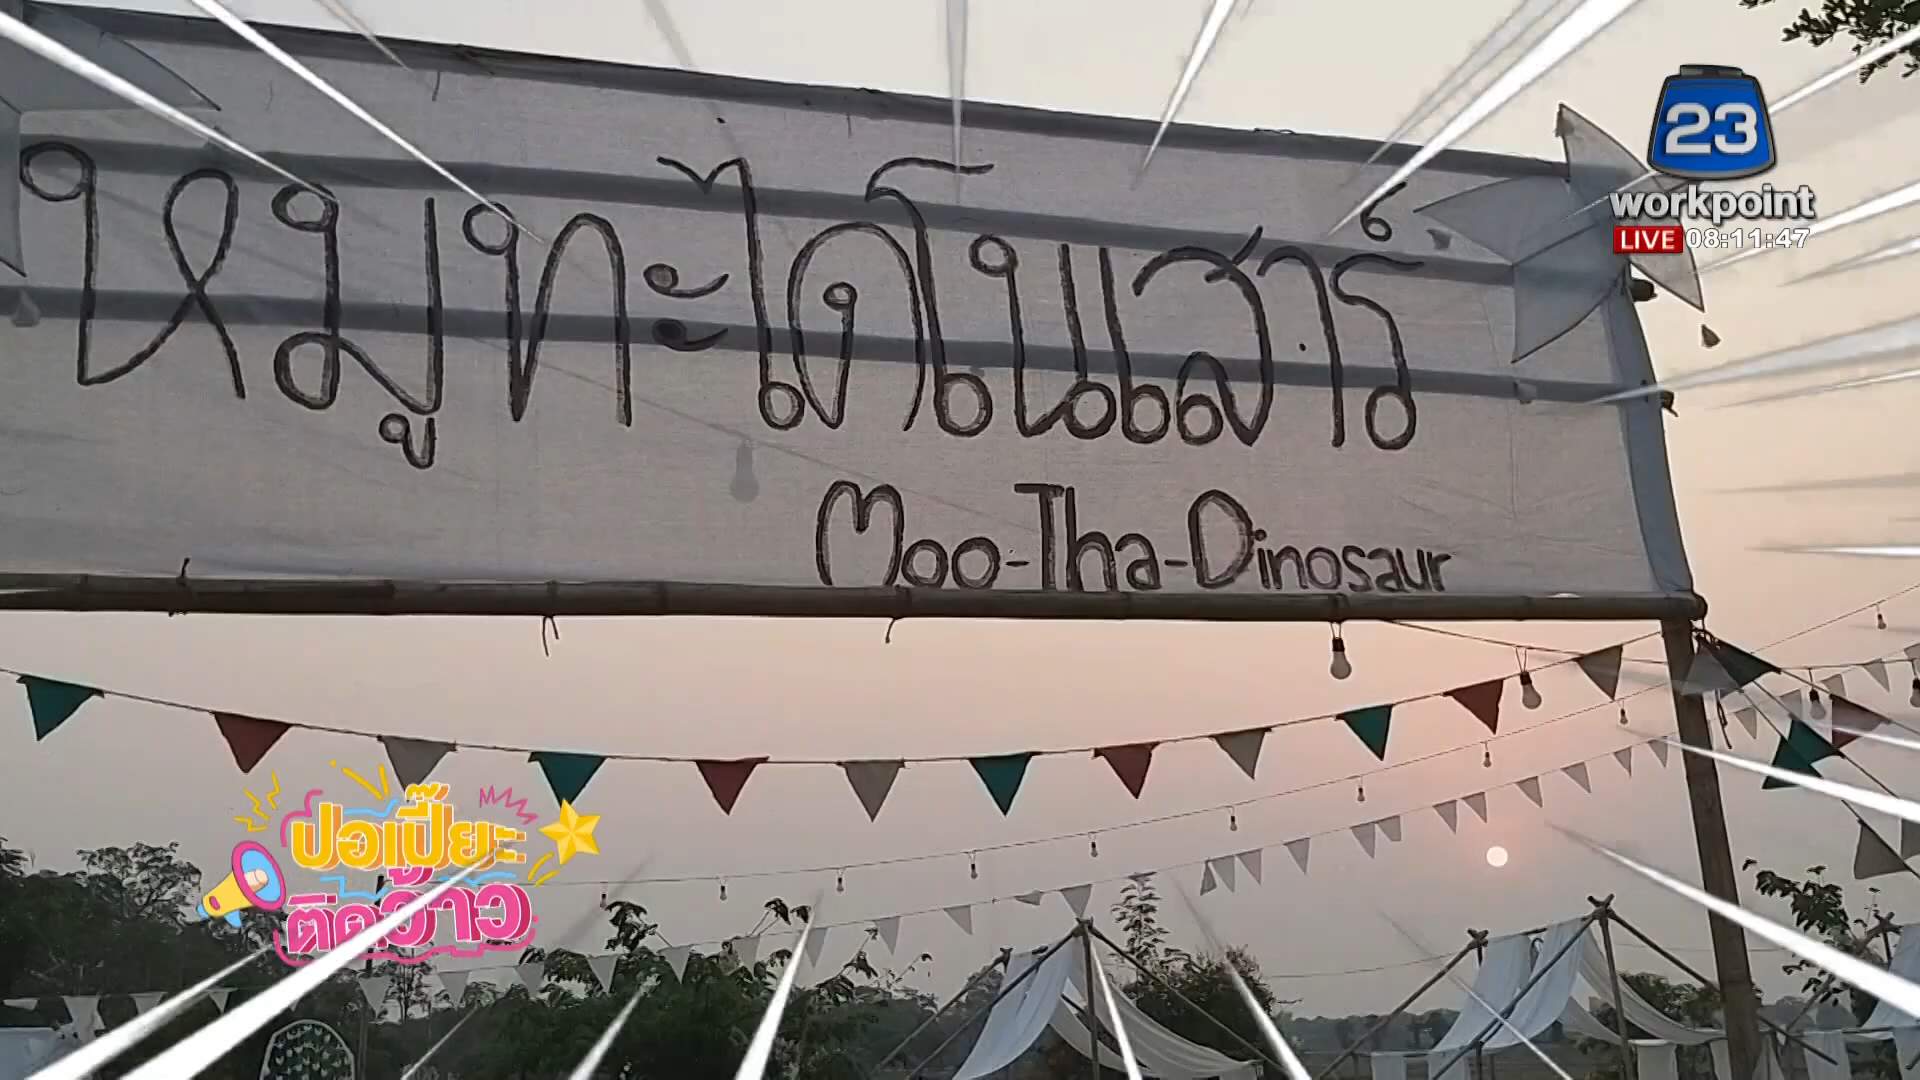 หมูทะไดโนเสาร์
Moo-Tha-Dinosaur
23
workpoint
LIVE 08:11:47
ปอเปี๊ยะ
ติดอ่าว